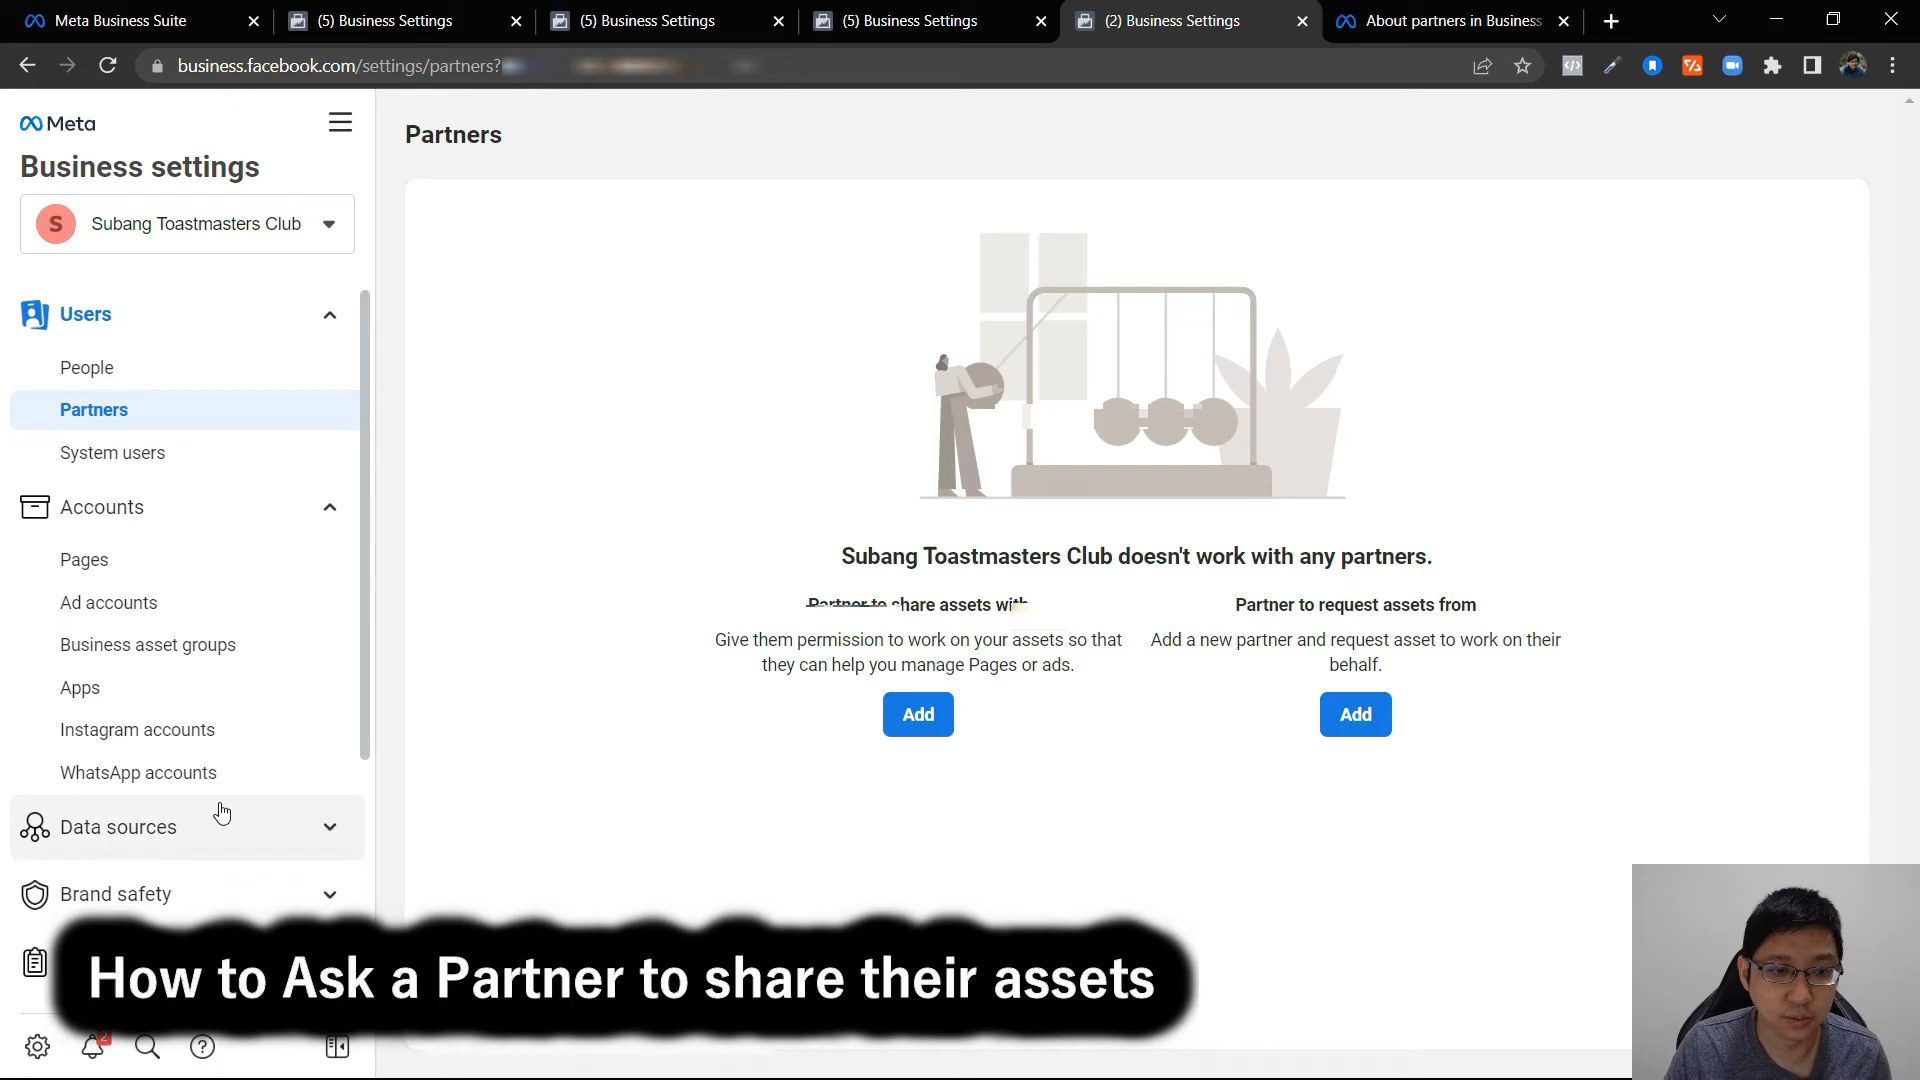 Meta Business Suite
(5) Business Settings
(5) Business Settings
(5) Business Settings
(2) Business Settings
About partners in Business
business.facebook.com/settings/partners?
Meta
Business settings
S
Subang Toastmasters Club
Users
People
Partners
System users
Accounts
Pages
Ad accounts
Business asset groups
Apps
Instagram accounts
WhatsApp accounts
Data sources
Brand safety
2
Partners
Subang Toastmasters Club doesn't work with any partners.
Partner to share assets with
Give them permission to work on your assets so that
they can help you manage Pages or ads.
Add
Partner to request assets from
Add a new partner and request asset to work on their
behalf.
Add
How to Ask a Partner to share their assets